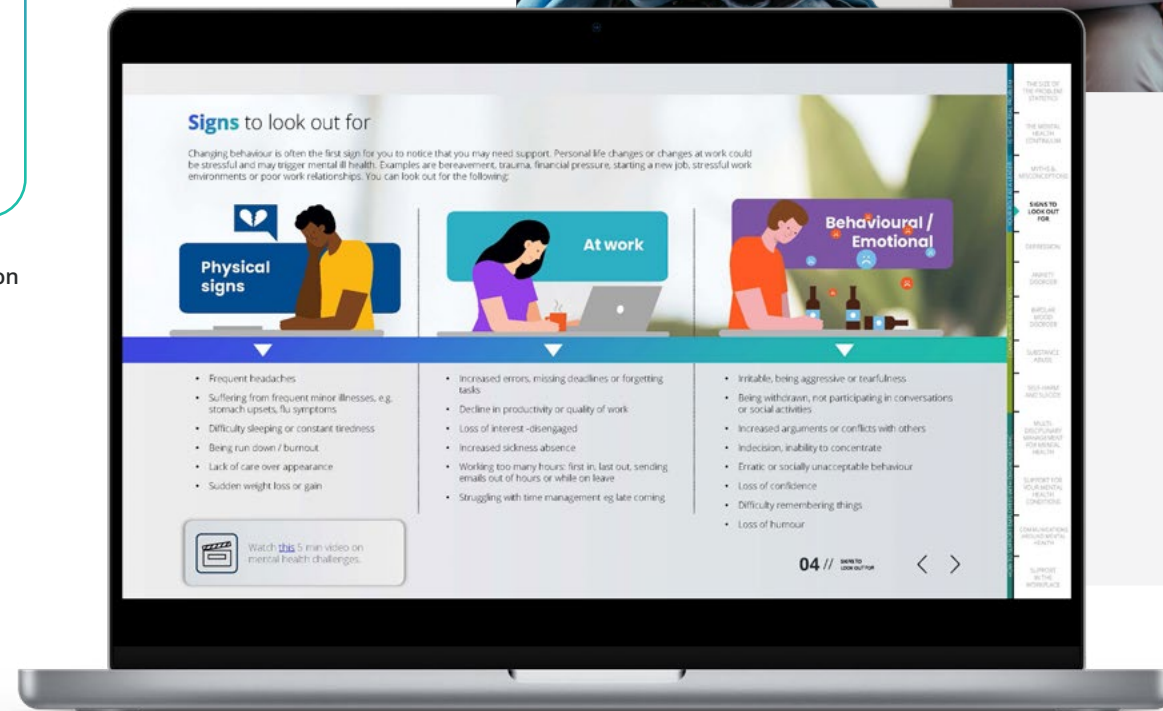 on
Signs to look out for
Changing behaviour is often the first sign for you to notice that you may need support. Personal life changes or changes at work could
be stressful and may trigger mental ill health. Examples are bereavement, trauma, financial pressure, starting a new job, stressful work
environments or poor work relationships. You can look out for the following:
Physical
signs
At work
Behavioural /
Emotional
• Frequent headaches
• Suffering from frequent minor illnesses, e.g.
stomach upsets, flu symptoms
• Difficulty sleeping or constant tiredness
• Being run down / burnout
• Lack of care over appearance
• Sudden weight loss or gain
• Increased errors, missing deadlines or forgetting
tasks
• Decline in productivity or quality of work
• Loss of interest -disengaged
• Increased sickness absence
• Working too many hours: first in, last out, sending
emails out of hours or while on leave
• Struggling with time management eg late coming
• Irritable, being aggressive or tearfulness
• Being withdrawn, not participating in conversations
or social activities
• Increased arguments or conflicts with others
• Indecision, inability to concentrate
• Erratic or socially unacceptable behaviour
• Loss of confidence
• Difficulty remembering things
• Loss of humour
Watch this 5 min video on
mental health challenges.
04 // SIGNS TO
LOOK OUT FOR
THE SIZE OF
THE PROBLEM
STATISTICS
THE MENTAL
HEALTH
CONTINUUM
MYTHS &
MISCONCEPTIONS
SIGNS TO
LOOK OUT
FOR
DEPRESSION
ANXIETY
DISORDER
BIPOLAR
MOOD
DISORDER
SUBSTANCE
ABUSE
SELF-HARM
AND SUICIDE
MULTI-
DISCIPLINARY
MANAGEMENT
FOR MENTAL
HEALTH
SUPPORT FOR
YOUR MENTAL
HEALTH
CONDITIONS
COMMUNICATIONS
AROUND MENTAL
HEALTH
SUPPORT
IN THE
WORKPLACE